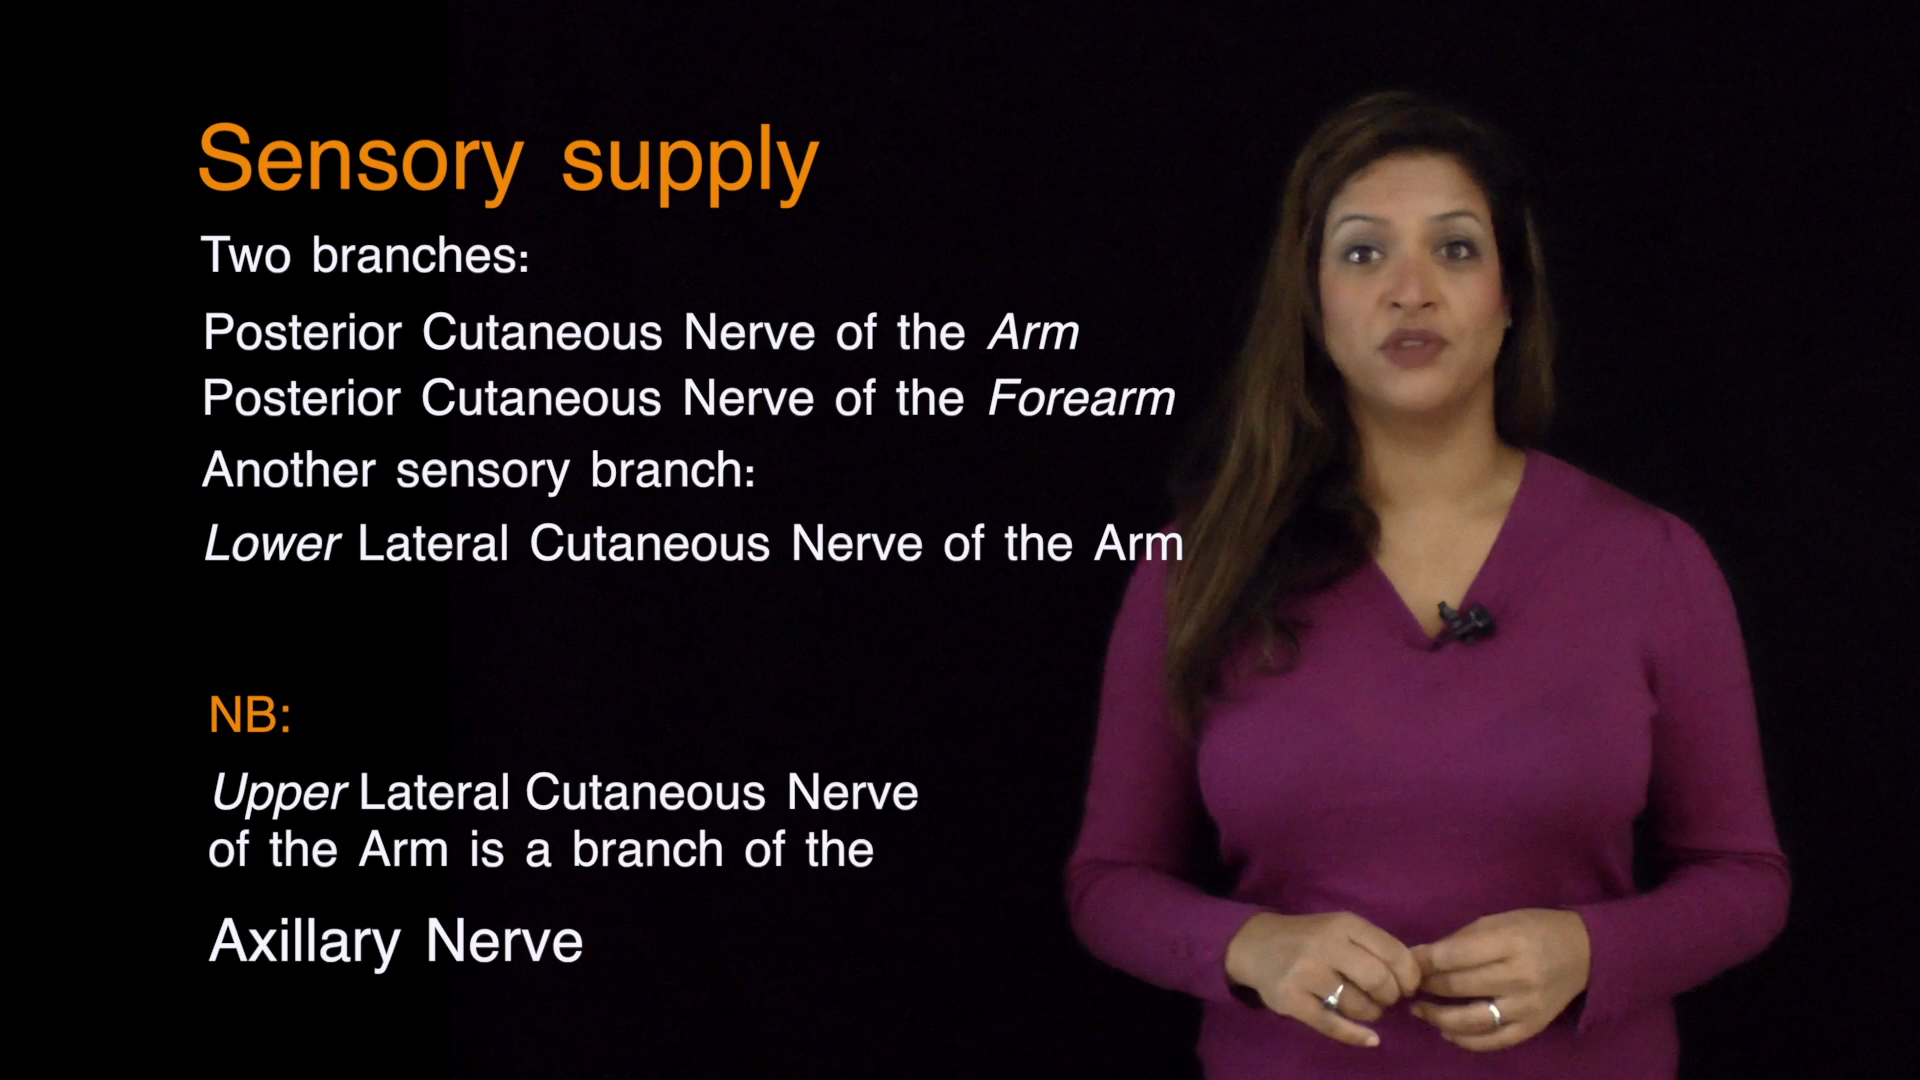 Sensory supply
Two branches:
Posterior Cutaneous Nerve of the Arm
Posterior Cutaneous Nerve of the Forearm
Another sensory branch:
Lower Lateral Cutaneous Nerve of the Arm
NB:
Upper Lateral Cutaneous Nerve
of the Arm is a branch of the
Axillary Nerve